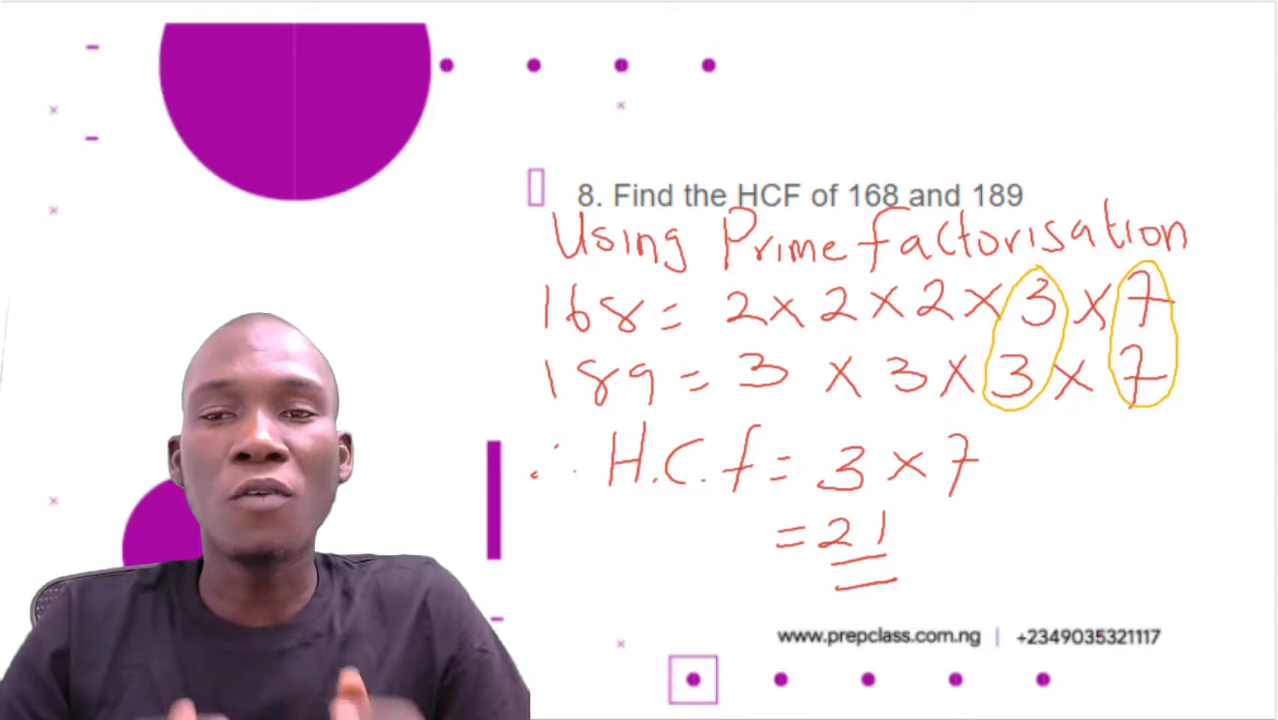 8. Find the HCF of 168 and 189
Using Prime factorisation
168 = 2 × 2 × 2 × 3 × 7
189 = 3 × 3 × 3 × 7
∴ H.C.f = 3 × 7
= 21
www.prepclass.com.ng | +2349035321117